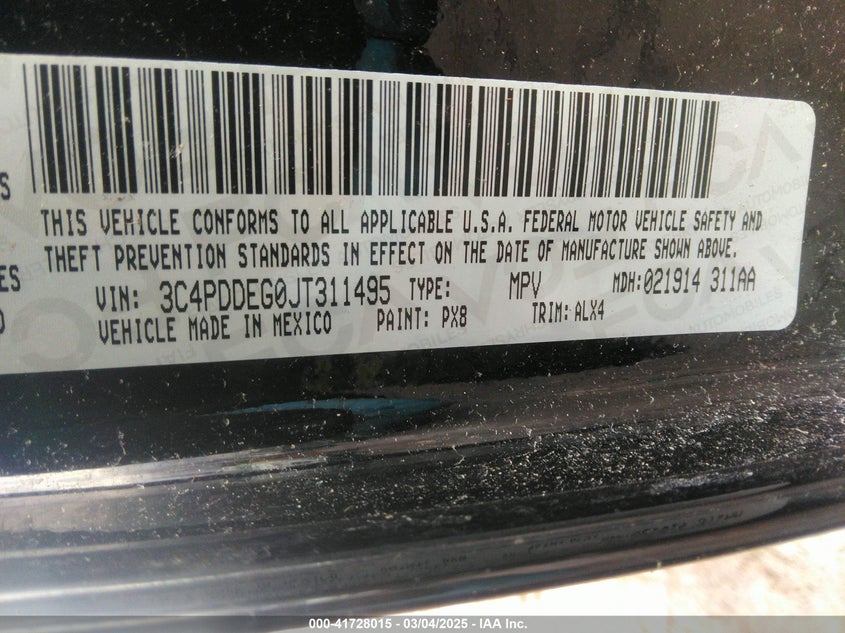 S
THIS VEHICLE CONFORMS TO ALL APPLICABLE U.S.A. FEDERAL MOTOR VEHICLE SAFETY AND
THEFT PREVENTION STANDARDS IN EFFECT ON THE DATE OF MANUFACTURE SHOWN ABOVE.
ES
VIN: 3C4PDDEG0JT311495 TYPE: MPV MDH:021914 311AA
VEHICLE MADE IN MEXICO PAINT: PX8 TRIM:ALX4
000-41728015 - 03/04/2025 - IAA Inc.